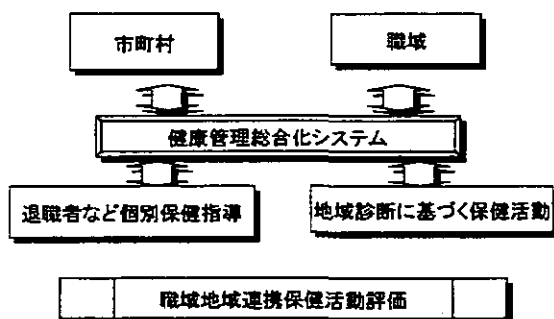 市町村
職域
健康管理総合化システム
退職者など個別保健指導
地域診断に基づく保健活動
職域地域連携保健活動評価